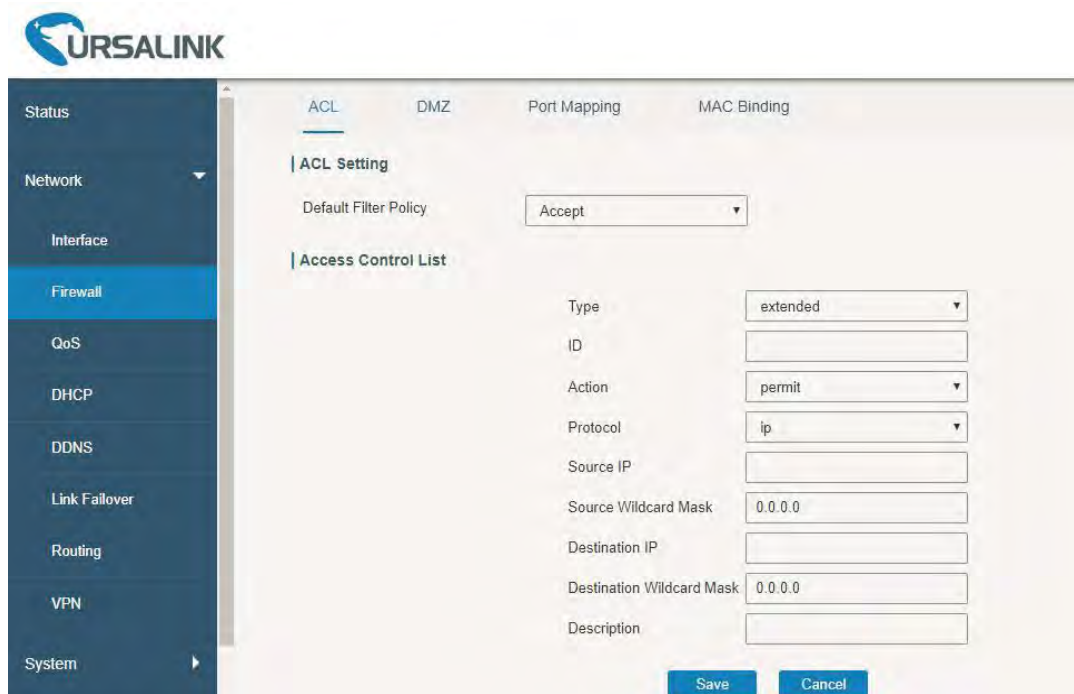 URSALINK
Status
Network
Interface
Firewall
QoS
DHCP
DDNS
Link Failover
Routing
VPN
System
ACL DMZ Port Mapping MAC Binding
ACL Setting
Default Filter Policy Accept
Access Control List
Type extended
ID
Action permit
Protocol ip
Source IP
Source Wildcard Mask 0.0.0.0
Destination IP
Destination Wildcard Mask 0.0.0.0
Description
Save Cancel